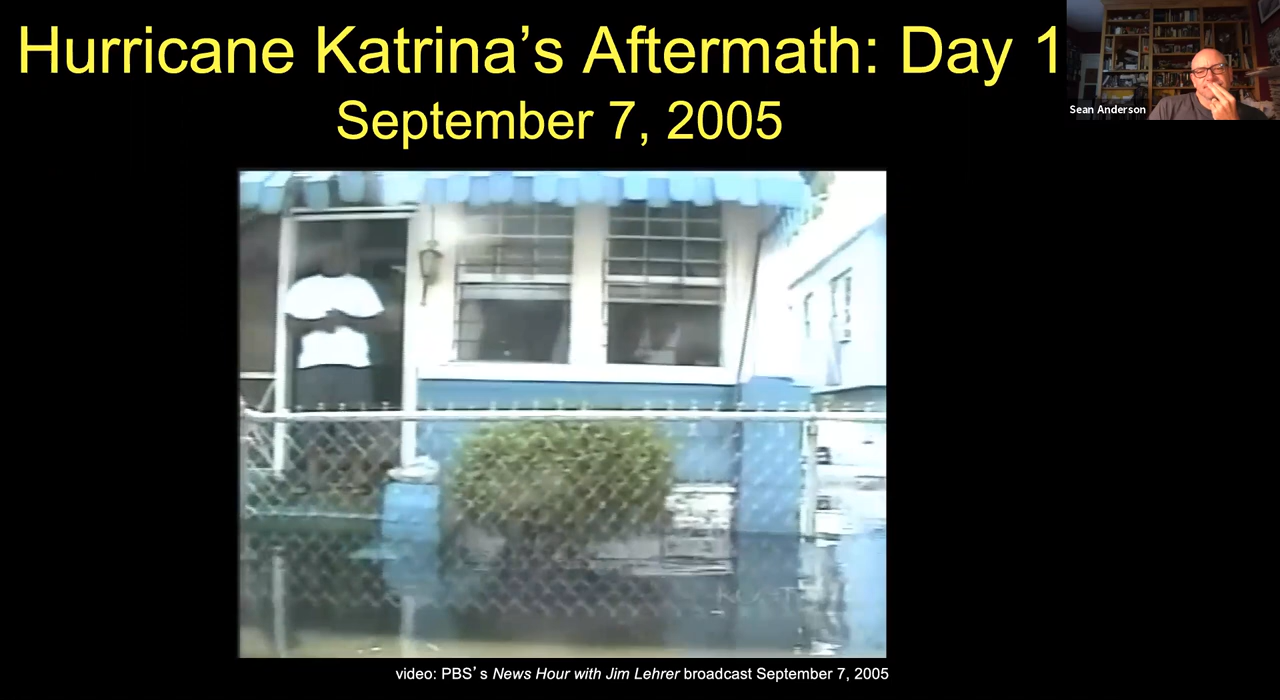 Hurricane Katrina’s Aftermath: Day 1
September 7, 2005
Sean Anderson
video: PBS’s News Hour with Jim Lehrer broadcast September 7, 2005